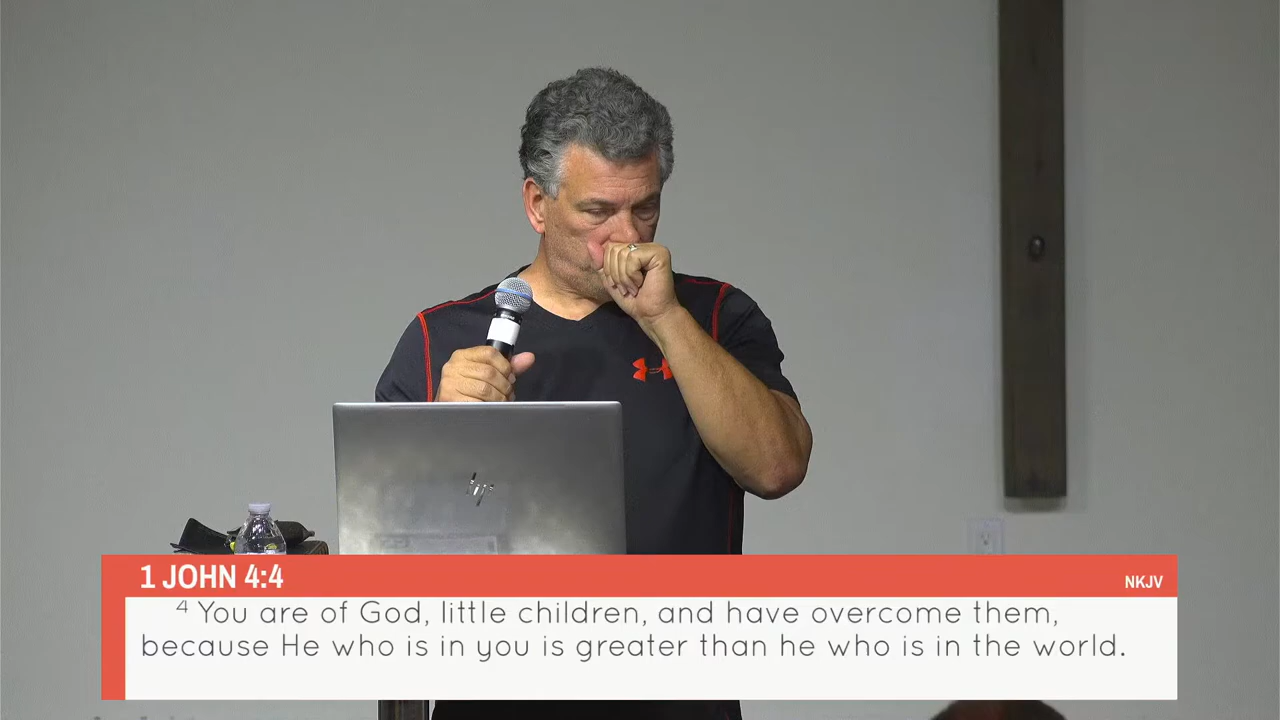 1 JOHN 4:4
NKJV
4 You are of God, little children, and have overcome them,
because He who is in you is greater than he who is in the world.
hp